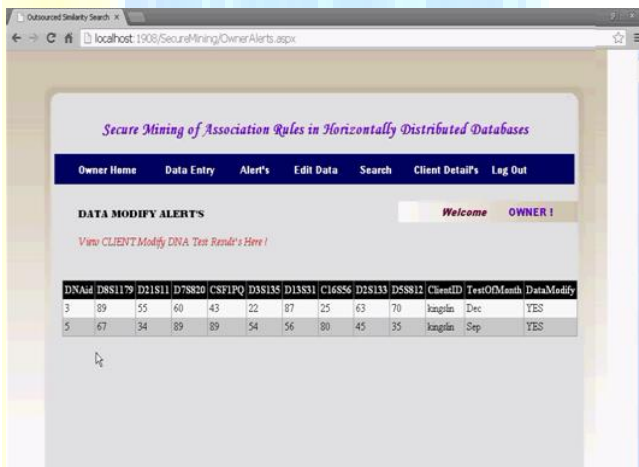 Outsourced Similarity Search
localhost:1908/SecureMining/OwnerAlerts.aspx
Secure Mining of Association Rules in Horizontally Distributed Databases
Owner Home Data Entry Alert's Edit Data Search Client Detail's Log Out
DATA MODIFY ALERT'S Welcome OWNER !
View CLIENT Modify DNA Test Result's Here !
DNAid D8S1179 D21S11 D7S820 CSF1PQ D3S135 D13S31 C16S56 D2S133 D5S812 ClientID TestOfMonth DataModify
3 89 55 60 43 22 87 25 63 70 kingslin Dec YES
5 67 34 89 89 54 56 80 45 35 kingslin Sep YES